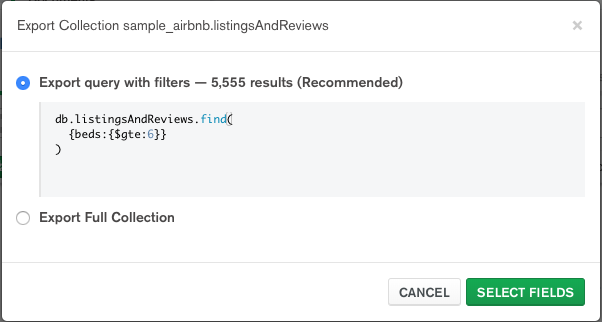 Export Collection sample_airbnb.listingsAndReviews
×
Export query with filters — 5,555 results (Recommended)
db.listingsAndReviews.find(
{beds:{$gte:6}}
)
Export Full Collection
CANCEL
SELECT FIELDS